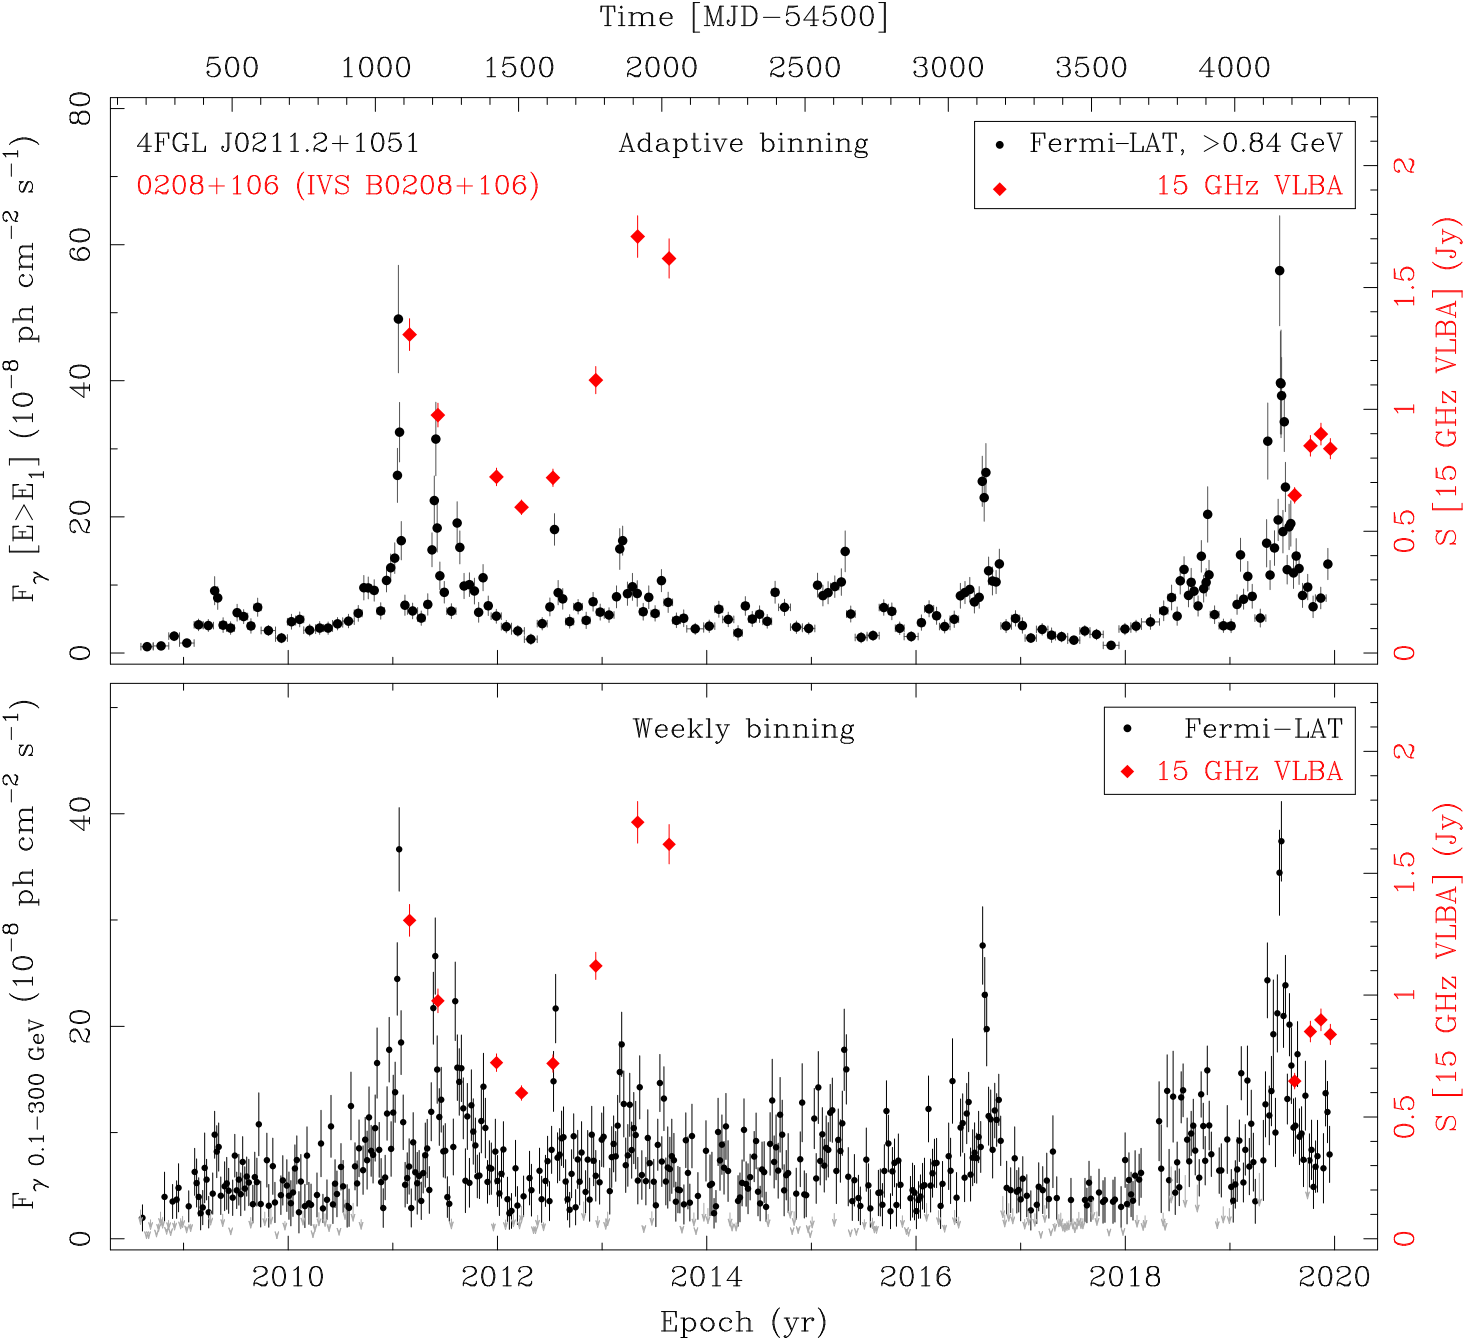 Time [MJD−54500]
500 1000 1500 2000 2500 3000 3500 4000
4FGL J0211.2+1051
0208+106 (IVS B0208+106)
Adaptive binning
Fermi−LAT, >0.84 GeV
15 GHz VLBA
F_γ [E>E_1] (10^−8 ph cm^−2 s^−1)
80
60
40
20
0
2
1.5
1
0.5
0
S [15 GHz VLBA] (Jy)
Weekly binning
Fermi−LAT
15 GHz VLBA
F_γ 0.1−300 GeV (10^−8 ph cm^−2 s^−1)
40
20
0
2
1.5
1
0.5
0
S [15 GHz VLBA] (Jy)
2010 2012 2014 2016 2018 2020
Epoch (yr)